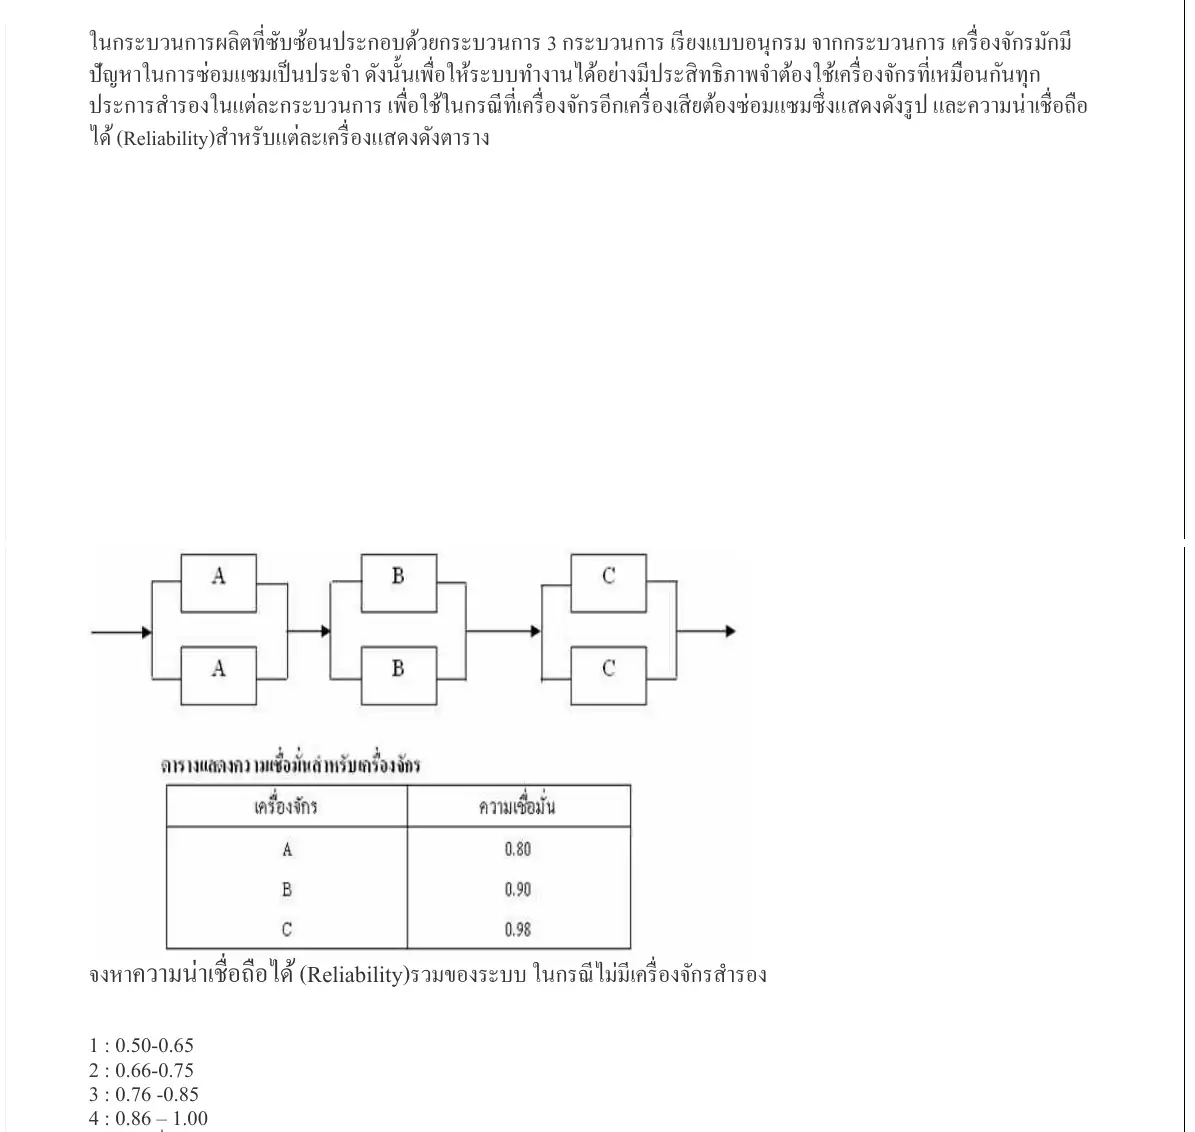 ในกระบวนการผลิตที่ซับซ้อนประกอบด้วยกระบวนการ 3 กระบวนการ เรียงแบบอนุกรม จากกระบวนการ เครื่องจักรมักมี
ปัญหาในการซ่อมแซมเป็นประจำ ดังนั้นเพื่อให้ระบบทำงานได้อย่างมีประสิทธิภาพจำต้องใช้เครื่องจักรที่เหมือนกันทุก
ประการสำรองในแต่ละกระบวนการ เพื่อใช้ในกรณีที่เครื่องจักรอีกเครื่องเสียต้องซ่อมแซมซึ่งแสดงดังรูป และความน่าเชื่อถือ
ได้ (Reliability)สำหรับแต่ละเครื่องแสดงดังตาราง
A B C
A B C
ตารางแสดงความเชื่อมั่นสำหรับเครื่องจักร
เครื่องจักร ความเชื่อมั่น
A 0.80
B 0.90
C 0.98
จงหาความน่าเชื่อถือได้ (Reliability)รวมของระบบ ในกรณีไม่มีเครื่องจักรสำรอง
1 : 0.50-0.65
2 : 0.66-0.75
3 : 0.76 -0.85
4 : 0.86 – 1.00